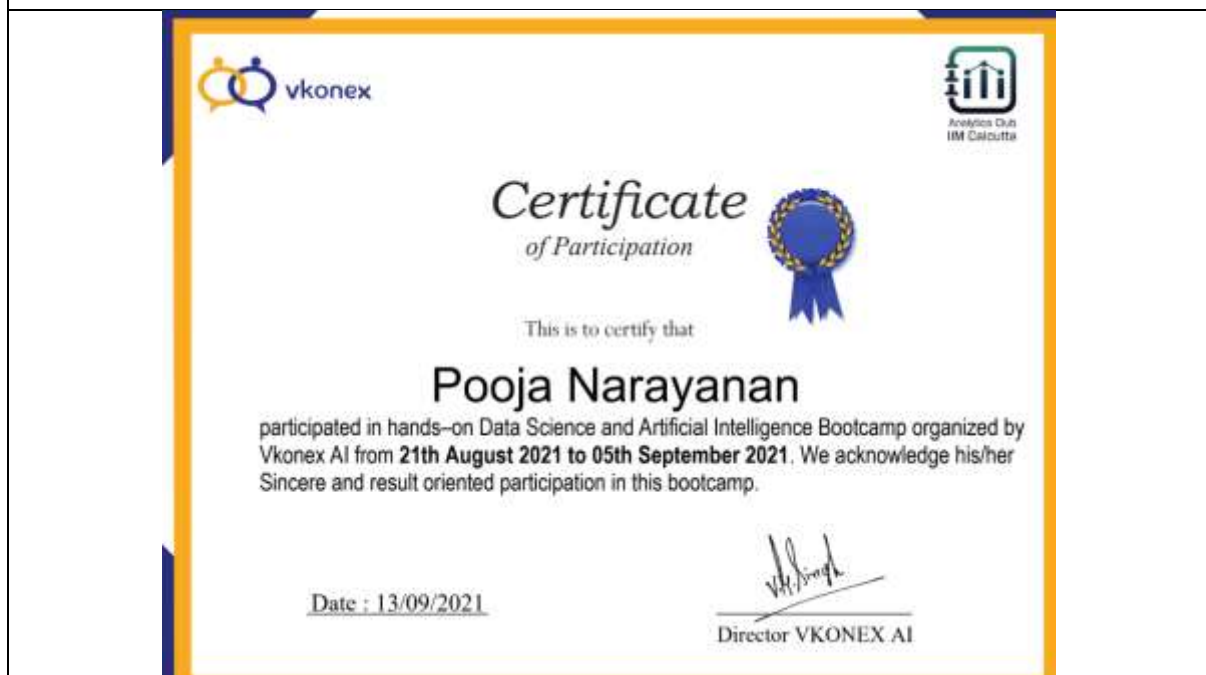 vkonex
Analytics Club
IIM Calcutta
Certificate
of Participation
This is to certify that
Pooja Narayanan
participated in hands–on Data Science and Artificial Intelligence Bootcamp organized by
Vkonex AI from 21th August 2021 to 05th September 2021. We acknowledge his/her
Sincere and result oriented participation in this bootcamp.
V.K.Singh
Date : 13/09/2021
Director VKONEX AI